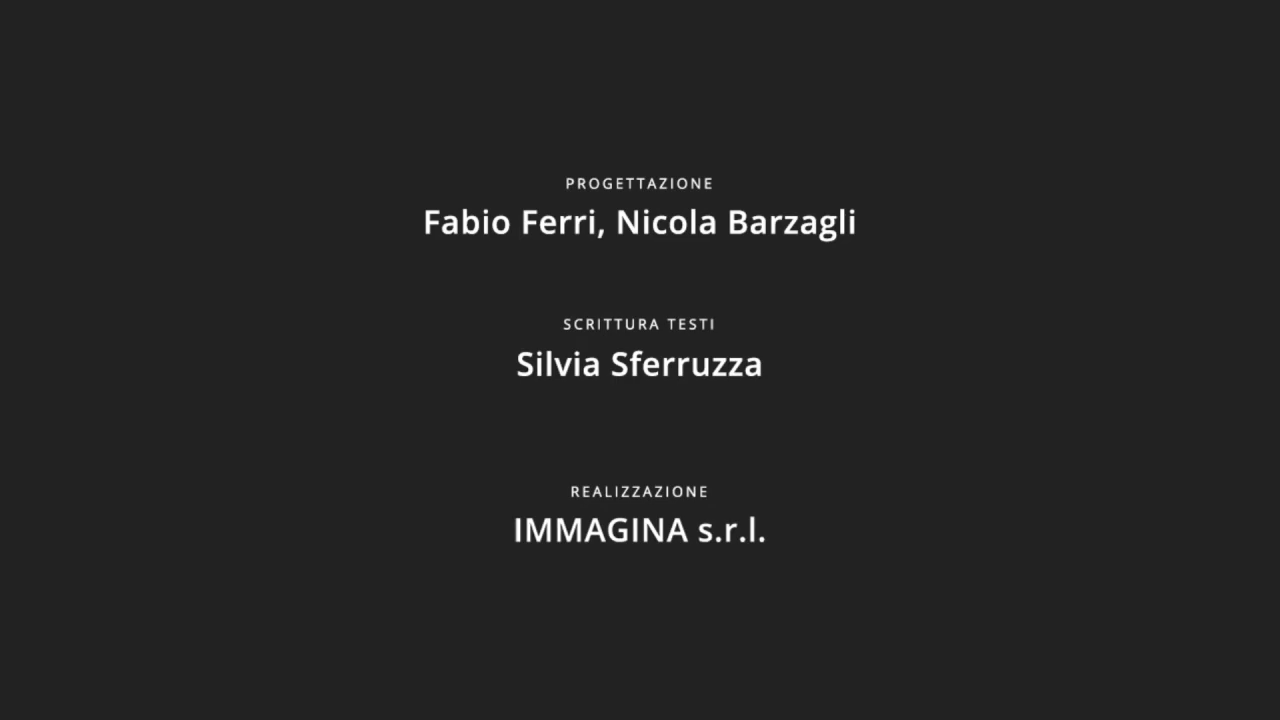 PROGETTAZIONE
Fabio Ferri, Nicola Barzagli
SCRITTURA TESTI
Silvia Sferruzza
REALIZZAZIONE
IMMAGINA s.r.l.